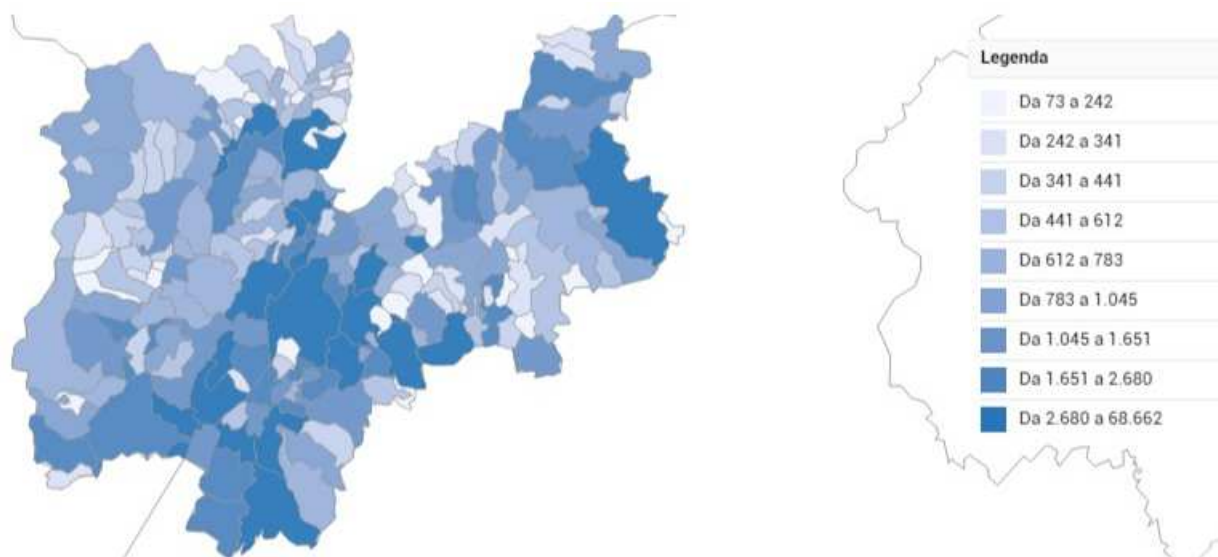 Legenda
Da 73 a 242
Da 242 a 341
Da 341 a 441
Da 441 a 612
Da 612 a 783
Da 783 a 1.045
Da 1.045 a 1.651
Da 1.651 a 2.680
Da 2.680 a 68.662